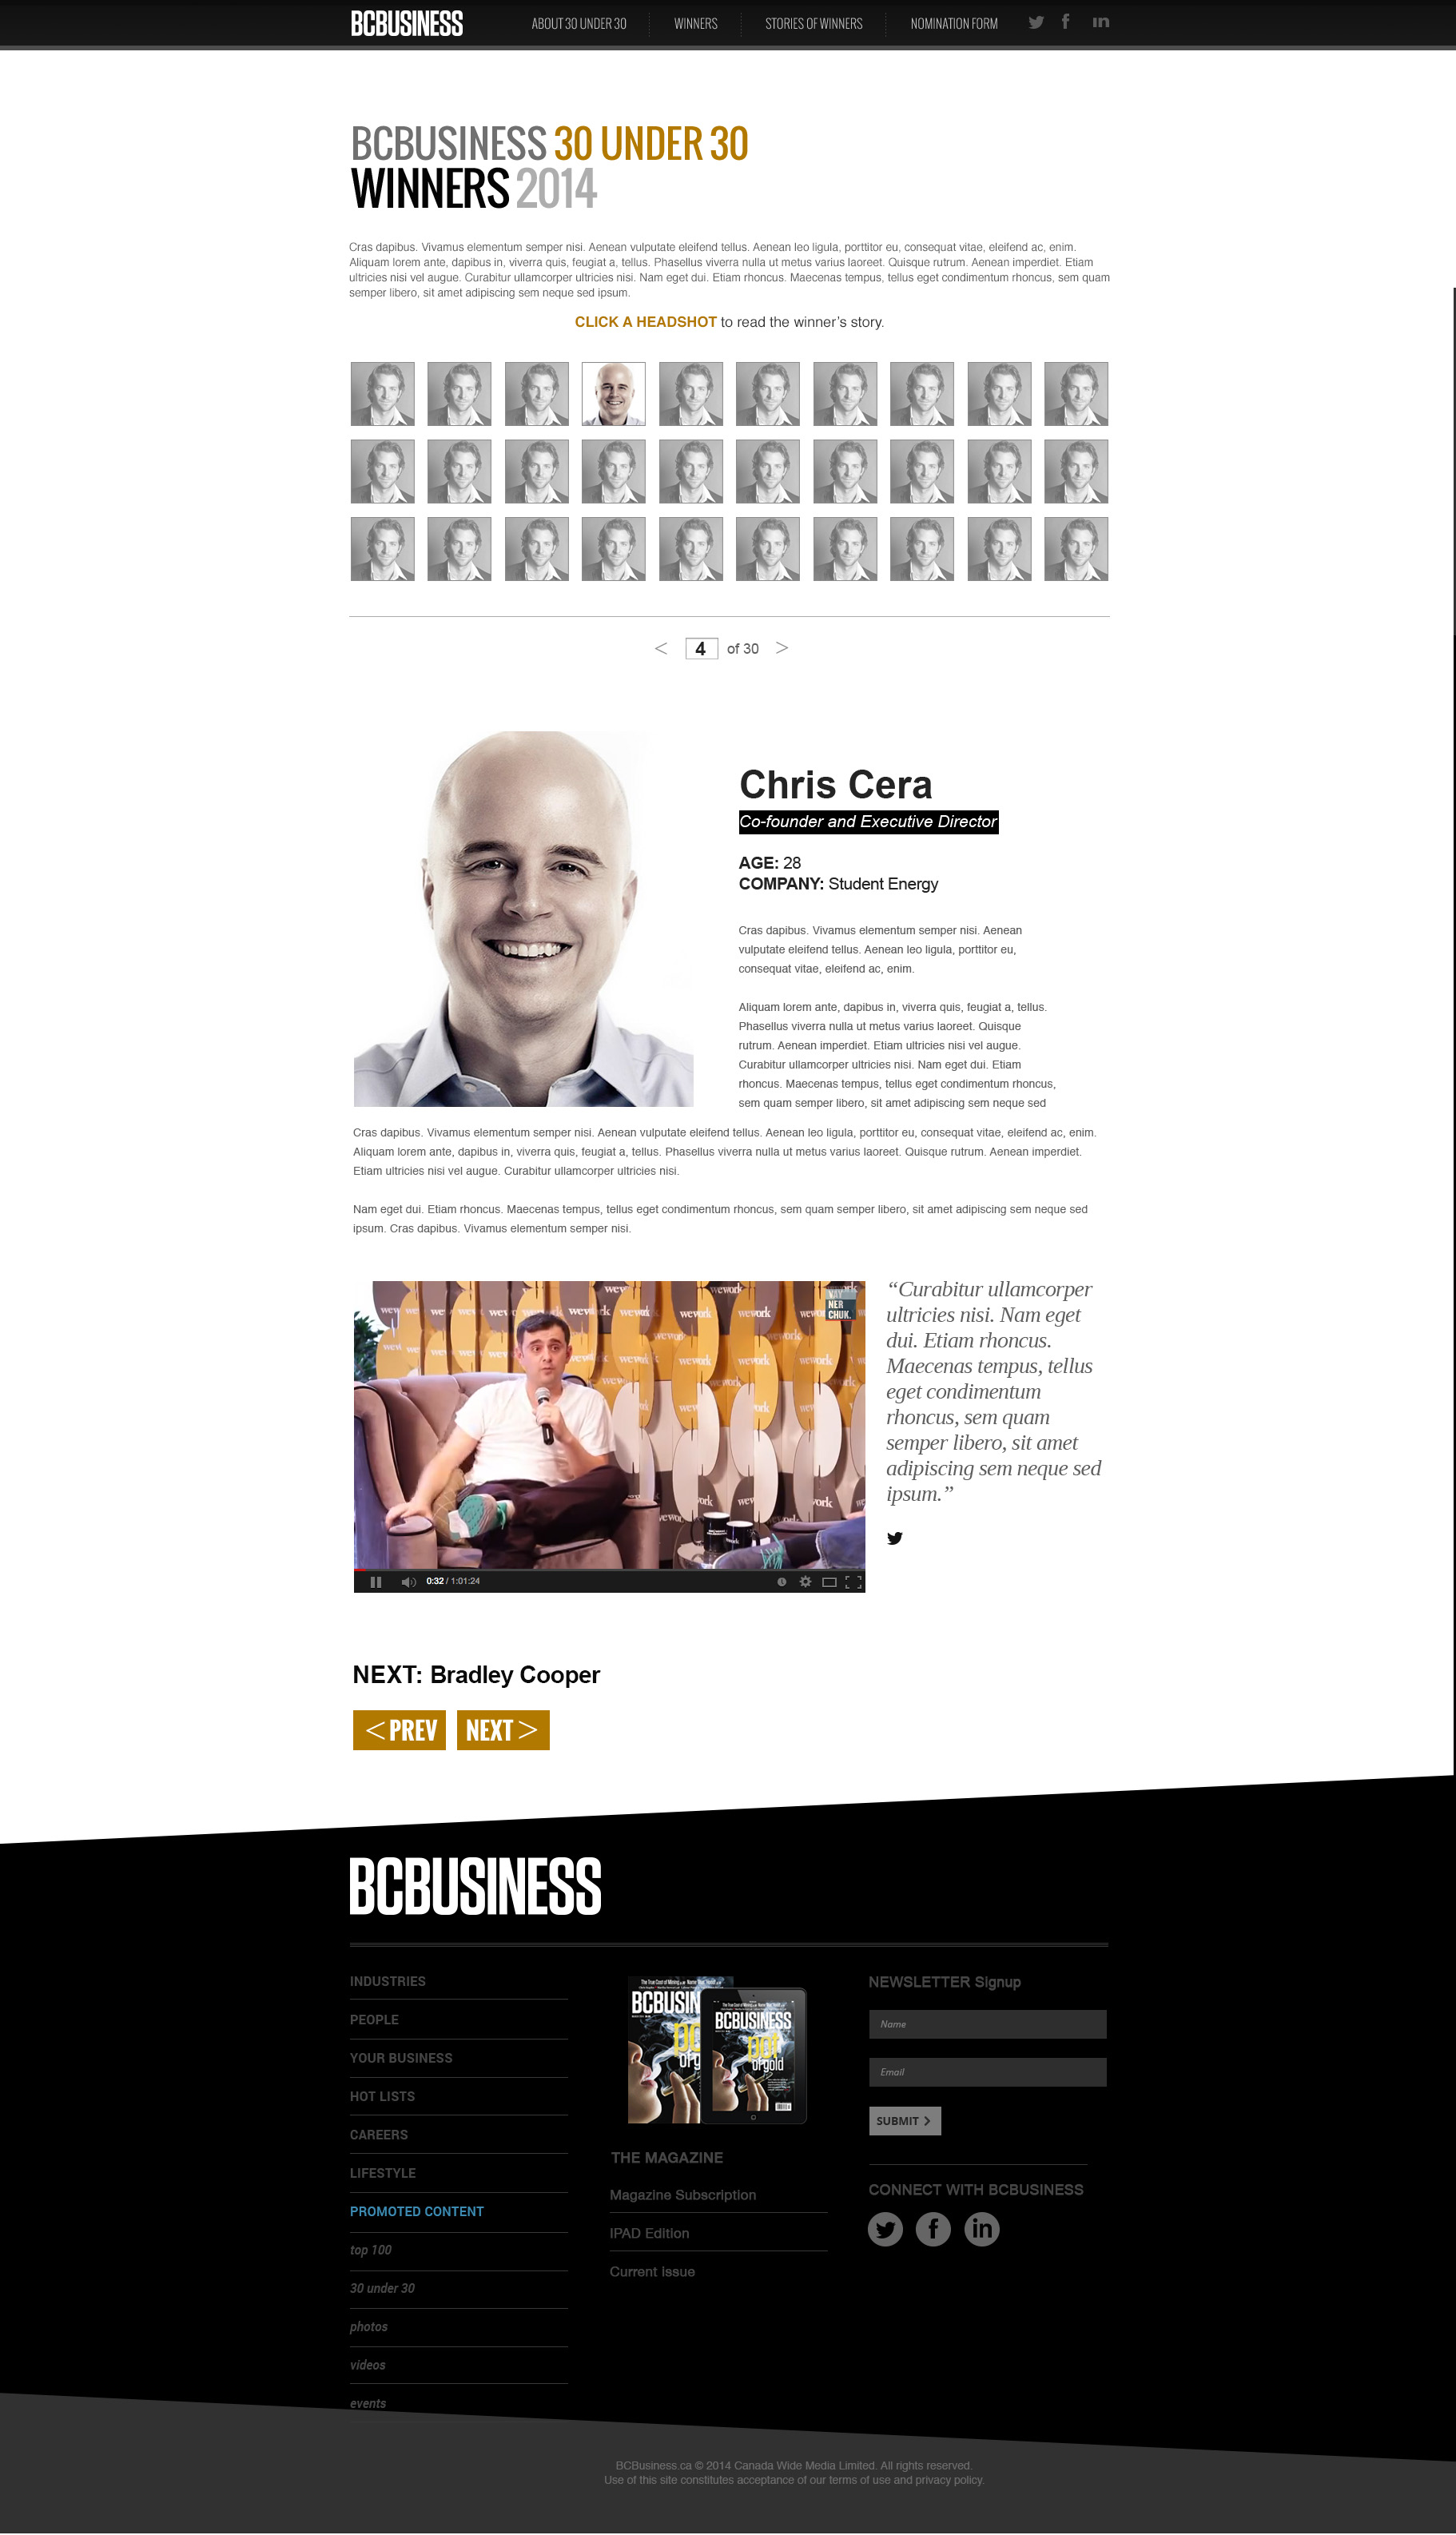 BCBUSINESS
ABOUT 30 UNDER 30
WINNERS
STORIES OF WINNERS
NOMINATION FORM
BCBUSINESS 30 UNDER 30
WINNERS 2014
Cras dapibus. Vivamus elementum semper nisi. Aenean vulputate eleifend tellus. Aenean leo ligula, porttitor eu, consequat vitae, eleifend ac, enim.
Aliquam lorem ante, dapibus in, viverra quis, feugiat a, tellus. Phasellus viverra nulla ut metus varius laoreet. Quisque rutrum. Aenean imperdiet. Etiam
ultricies nisi vel augue. Curabitur ullamcorper ultricies nisi. Nam eget dui. Etiam rhoncus. Maecenas tempus, tellus eget condimentum rhoncus, sem quam
semper libero, sit amet adipiscing sem neque sed ipsum.
CLICK A HEADSHOT to read the winner's story.
< 4 of 30 >
Chris Cera
Co-founder and Executive Director
AGE: 28
COMPANY: Student Energy
Cras dapibus. Vivamus elementum semper nisi. Aenean
vulputate eleifend tellus. Aenean leo ligula, porttitor eu,
consequat vitae, eleifend ac, enim.
Aliquam lorem ante, dapibus in, viverra quis, feugiat a, tellus.
Phasellus viverra nulla ut metus varius laoreet. Quisque
rutrum. Aenean imperdiet. Etiam ultricies nisi vel augue.
Curabitur ullamcorper ultricies nisi. Nam eget dui. Etiam
rhoncus. Maecenas tempus, tellus eget condimentum rhoncus,
sem quam semper libero, sit amet adipiscing sem neque sed
Cras dapibus. Vivamus elementum semper nisi. Aenean vulputate eleifend tellus. Aenean leo ligula, porttitor eu, consequat vitae, eleifend ac, enim.
Aliquam lorem ante, dapibus in, viverra quis, feugiat a, tellus. Phasellus viverra nulla ut metus varius laoreet. Quisque rutrum. Aenean imperdiet.
Etiam ultricies nisi vel augue. Curabitur ullamcorper ultricies nisi.
Nam eget dui. Etiam rhoncus. Maecenas tempus, tellus eget condimentum rhoncus, sem quam semper libero, sit amet adipiscing sem neque sed
ipsum. Cras dapibus. Vivamus elementum semper nisi.
wework
VAY
NER
CHUK.
0:32 / 1:01:24
“Curabitur ullamcorper
ultricies nisi. Nam eget
dui. Etiam rhoncus.
Maecenas tempus, tellus
eget condimentum
rhoncus, sem quam
semper libero, sit amet
adipiscing sem neque sed
ipsum.”
NEXT: Bradley Cooper
< PREV
NEXT >
BCBUSINESS
INDUSTRIES
PEOPLE
YOUR BUSINESS
HOT LISTS
CAREERS
LIFESTYLE
PROMOTED CONTENT
top 100
30 under 30
photos
videos
events
BCBUSINESS
pot
of gold
THE MAGAZINE
Magazine Subscription
IPAD Edition
Current Issue
NEWSLETTER Signup
Name
Email
SUBMIT >
CONNECT WITH BCBUSINESS
BCBusiness.ca © 2014 Canada Wide Media Limited. All rights reserved.
Use of this site constitutes acceptance of our terms of use and privacy policy.